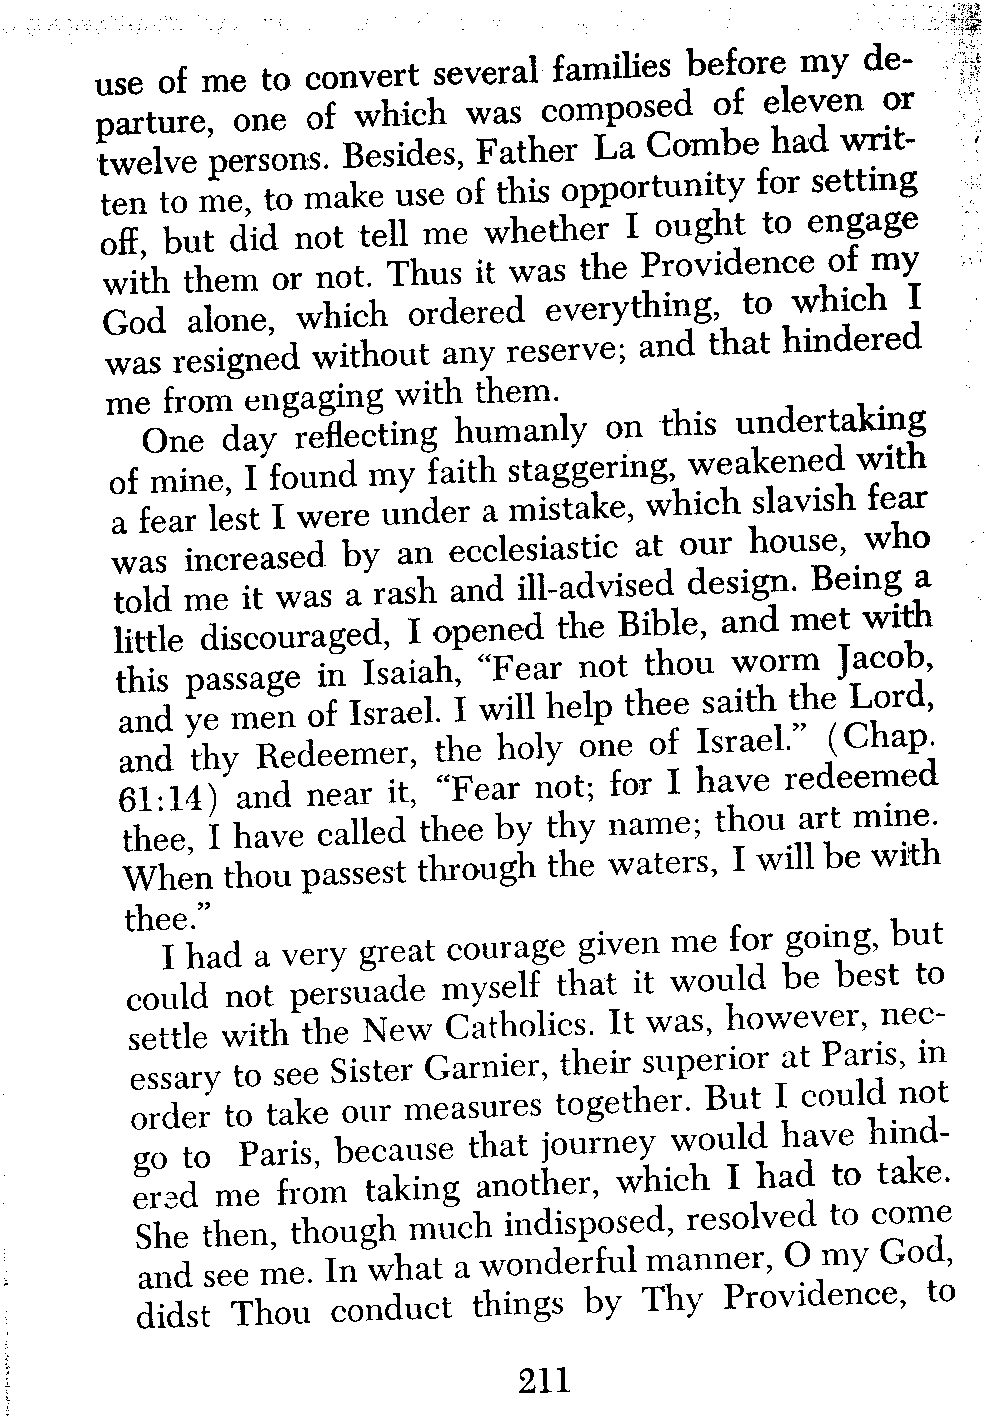 use of me to convert several families before my de-
parture, one of which was composed of eleven or
twelve persons. Besides, Father La Combe had writ-
ten to me, to make use of this opportunity for setting
off, but did not tell me whether I ought to engage
with them or not. Thus it was the Providence of my
God alone, which ordered everything, to which I
was resigned without any reserve; and that hindered
me from engaging with them.
One day reflecting humanly on this undertaking
of mine, I found my faith staggering, weakened with
a fear lest I were under a mistake, which slavish fear
was increased by an ecclesiastic at our house, who
told me it was a rash and ill-advised design. Being a
little discouraged, I opened the Bible, and met with
this passage in Isaiah, “Fear not thou worm Jacob,
and ye men of Israel. I will help thee saith the Lord,
and thy Redeemer, the holy one of Israel.” (Chap.
61:14) and near it, “Fear not; for I have redeemed
thee, I have called thee by thy name; thou art mine.
When thou passest through the waters, I will be with
thee.”
I had a very great courage given me for going, but
could not persuade myself that it would be best to
settle with the New Catholics. It was, however, nec-
essary to see Sister Garnier, their superior at Paris, in
order to take our measures together. But I could not
go to Paris, because that journey would have hind-
ered me from taking another, which I had to take.
She then, though much indisposed, resolved to come
and see me. In what a wonderful manner, O my God,
didst Thou conduct things by Thy Providence, to
211